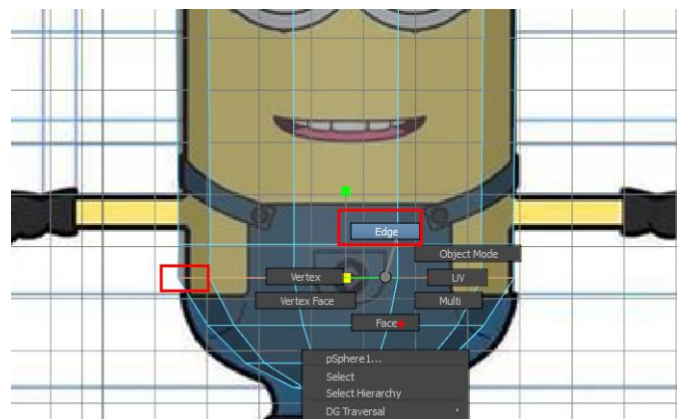 Edge
Object Mode
Vertex
UV
Vertex Face
Multi
Face
pSphere1...
Select
Select Hierarchy
DG Traversal